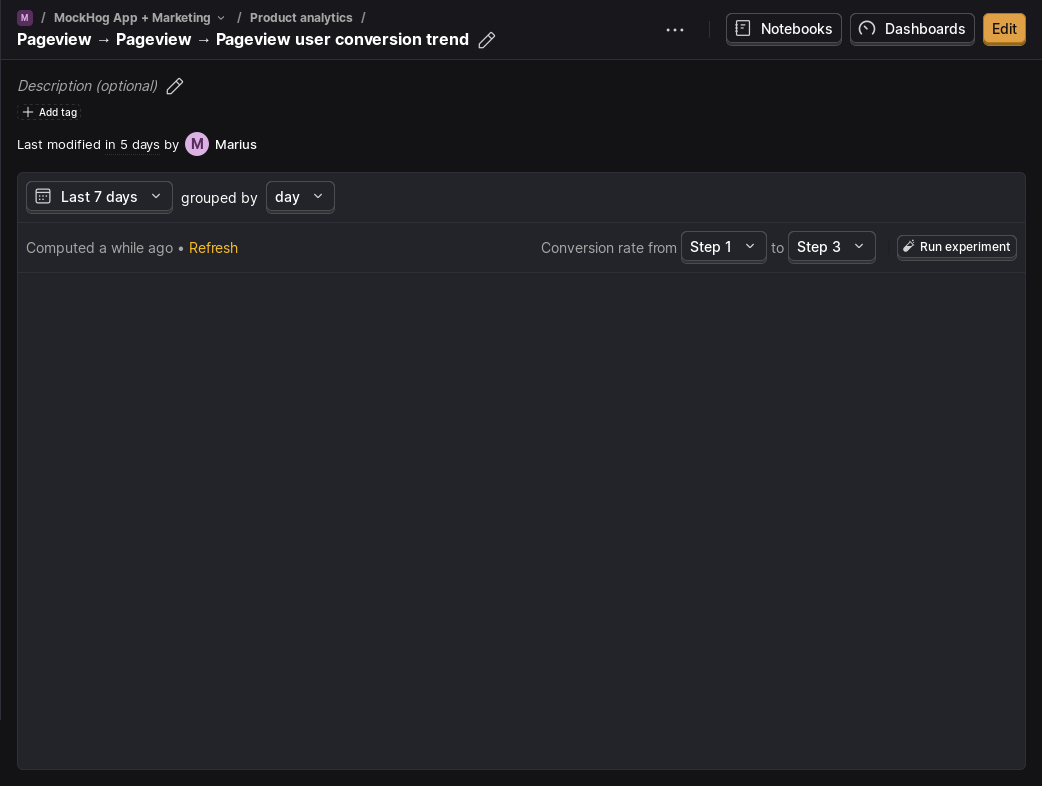 M / MockHog App + Marketing / Product analytics /
Pageview → Pageview → Pageview user conversion trend
Notebooks
Dashboards
Edit
Description (optional)
Add tag
Last modified in 5 days by M Marius
Last 7 days grouped by day
Computed a while ago • Refresh
Conversion rate from Step 1 to Step 3
Run experiment